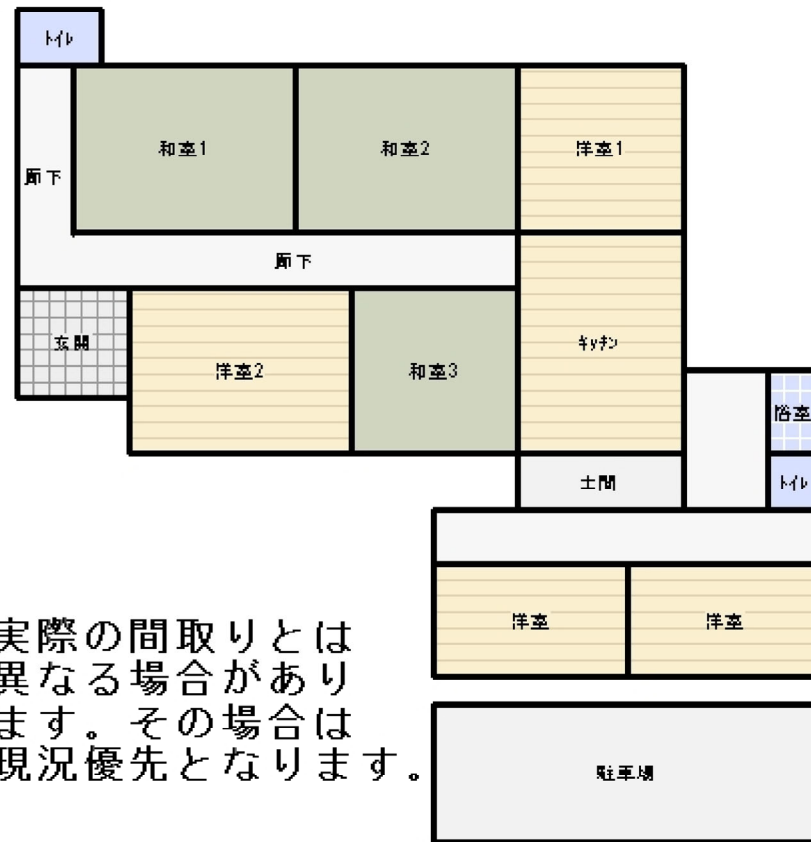 トイレ
和室1
和室2
洋室1
廊下
廊下
玄関
洋室2
和室3
キッチン
浴室
土間
トイレ
洋室
洋室
実際の間取りとは
異なる場合があり
ます。その場合は
現況優先となります。
駐車場